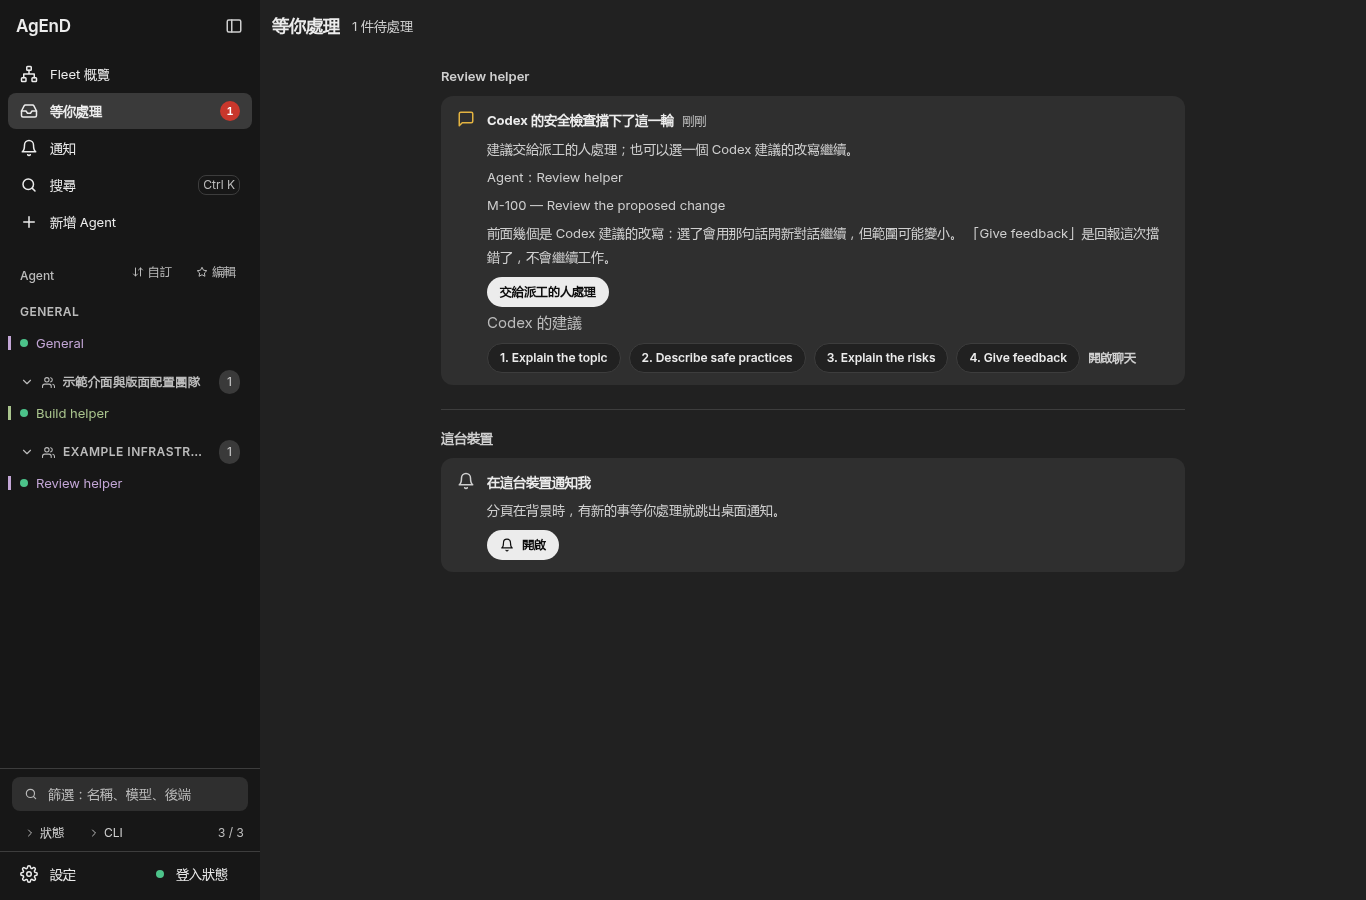 AgEnD
Fleet 概覽
等你處理 1
通知
搜尋 Ctrl K
新增 Agent
Agent 自訂 編輯
GENERAL
General
示範介面與版面配置團隊 1
Build helper
EXAMPLE INFRASTR... 1
Review helper
篩選：名稱、模型、後端
狀態 CLI 3 / 3
設定 登入狀態
等你處理 1 件待處理
Review helper
Codex 的安全檢查擋下了這一輪 剛剛
建議交給派工的人處理；也可以選一個 Codex 建議的改寫繼續。
Agent：Review helper
M-100 — Review the proposed change
前面幾個是 Codex 建議的改寫：選了會用那句話開新對話繼續，但範圍可能變小。 「Give feedback」是回報這次擋
錯了，不會繼續工作。
交給派工的人處理
Codex 的建議
1. Explain the topic 2. Describe safe practices 3. Explain the risks 4. Give feedback 開啟聊天
這台裝置
在這台裝置通知我
分頁在背景時，有新的事等你處理就跳出桌面通知。
開啟